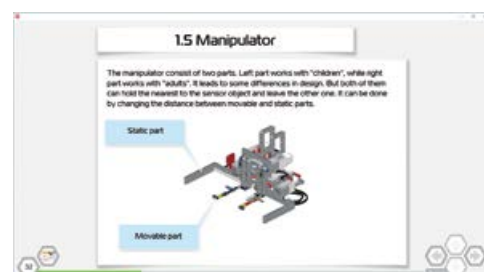 1.5 Manipulator
The manipulator consist of two parts. Left part works with "children", while right
part works with "adults". It leads to some differences in design. But both of them
can hold the nearest to the sensor object and leave the other one. It can be done
by changing the distance between movable and static parts.
Static part
Movable part